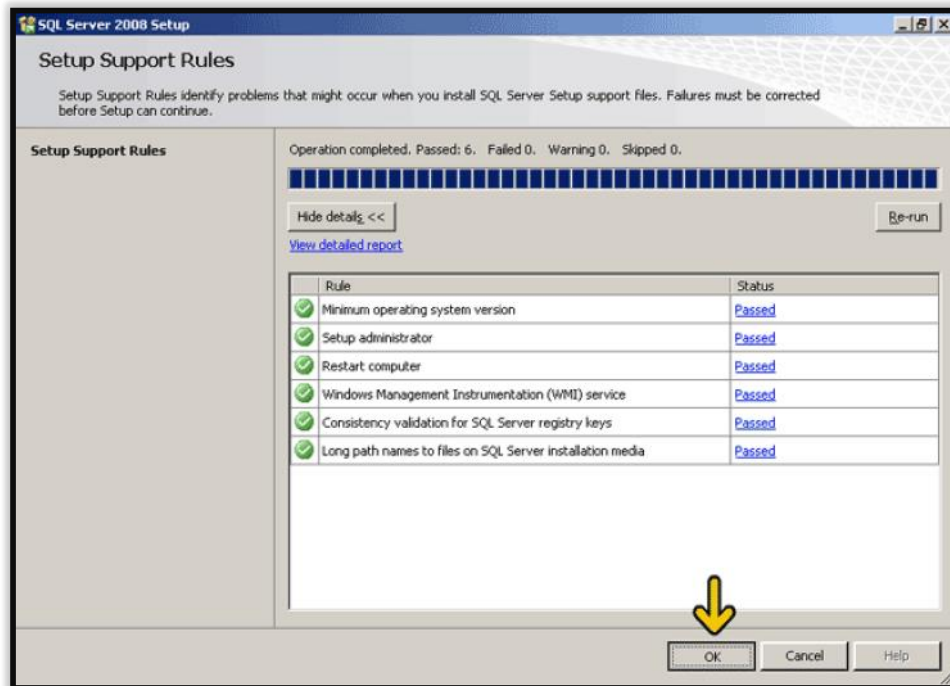 SQL Server 2008 Setup
Setup Support Rules
Setup Support Rules identify problems that might occur when you install SQL Server Setup support files. Failures must be corrected
before Setup can continue.
Setup Support Rules
Operation completed. Passed: 6. Failed 0. Warning 0. Skipped 0.
Hide details <<
Re-run
View detailed report
Rule Status
Minimum operating system version Passed
Setup administrator Passed
Restart computer Passed
Windows Management Instrumentation (WMI) service Passed
Consistency validation for SQL Server registry keys Passed
Long path names to files on SQL Server installation media Passed
OK Cancel Help